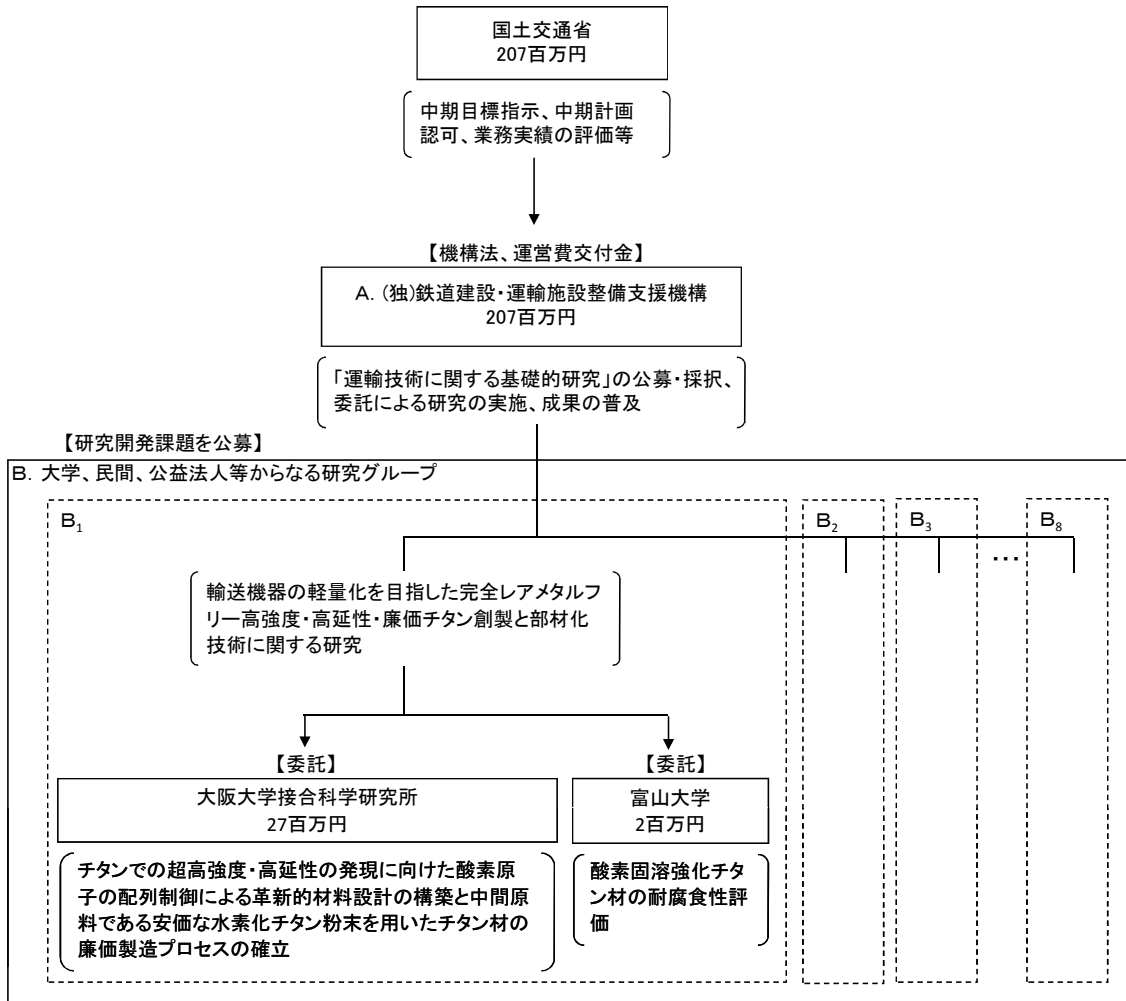 国土交通省
207百万円
中期目標指示、中期計画
認可、業務実績の評価等
【機構法、運営費交付金】
A. (独)鉄道建設・運輸施設整備支援機構
207百万円
「運輸技術に関する基礎的研究」の公募・採択、
委託による研究の実施、成果の普及
【研究開発課題を公募】
B. 大学、民間、公益法人等からなる研究グループ
B1
B2
B3
B8
…
輸送機器の軽量化を目指した完全レアメタルフ
リー高強度・高延性・廉価チタン創製と部材化
技術に関する研究
【委託】
大阪大学接合科学研究所
27百万円
チタンでの超高強度・高延性の発現に向けた酸素原
子の配列制御による革新的材料設計の構築と中間原
料である安価な水素化チタン粉末を用いたチタン材の
廉価製造プロセスの確立
【委託】
富山大学
2百万円
酸素固溶強化チタ
ン材の耐腐食性評
価